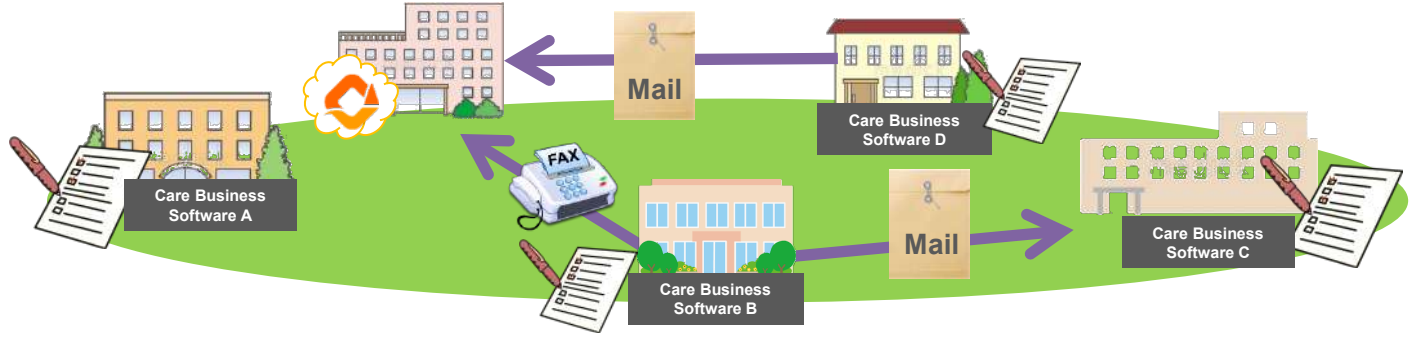 Mail
Care Business
Software D
FAX
Care Business
Software A
Mail
Care Business
Software C
Care Business
Software B